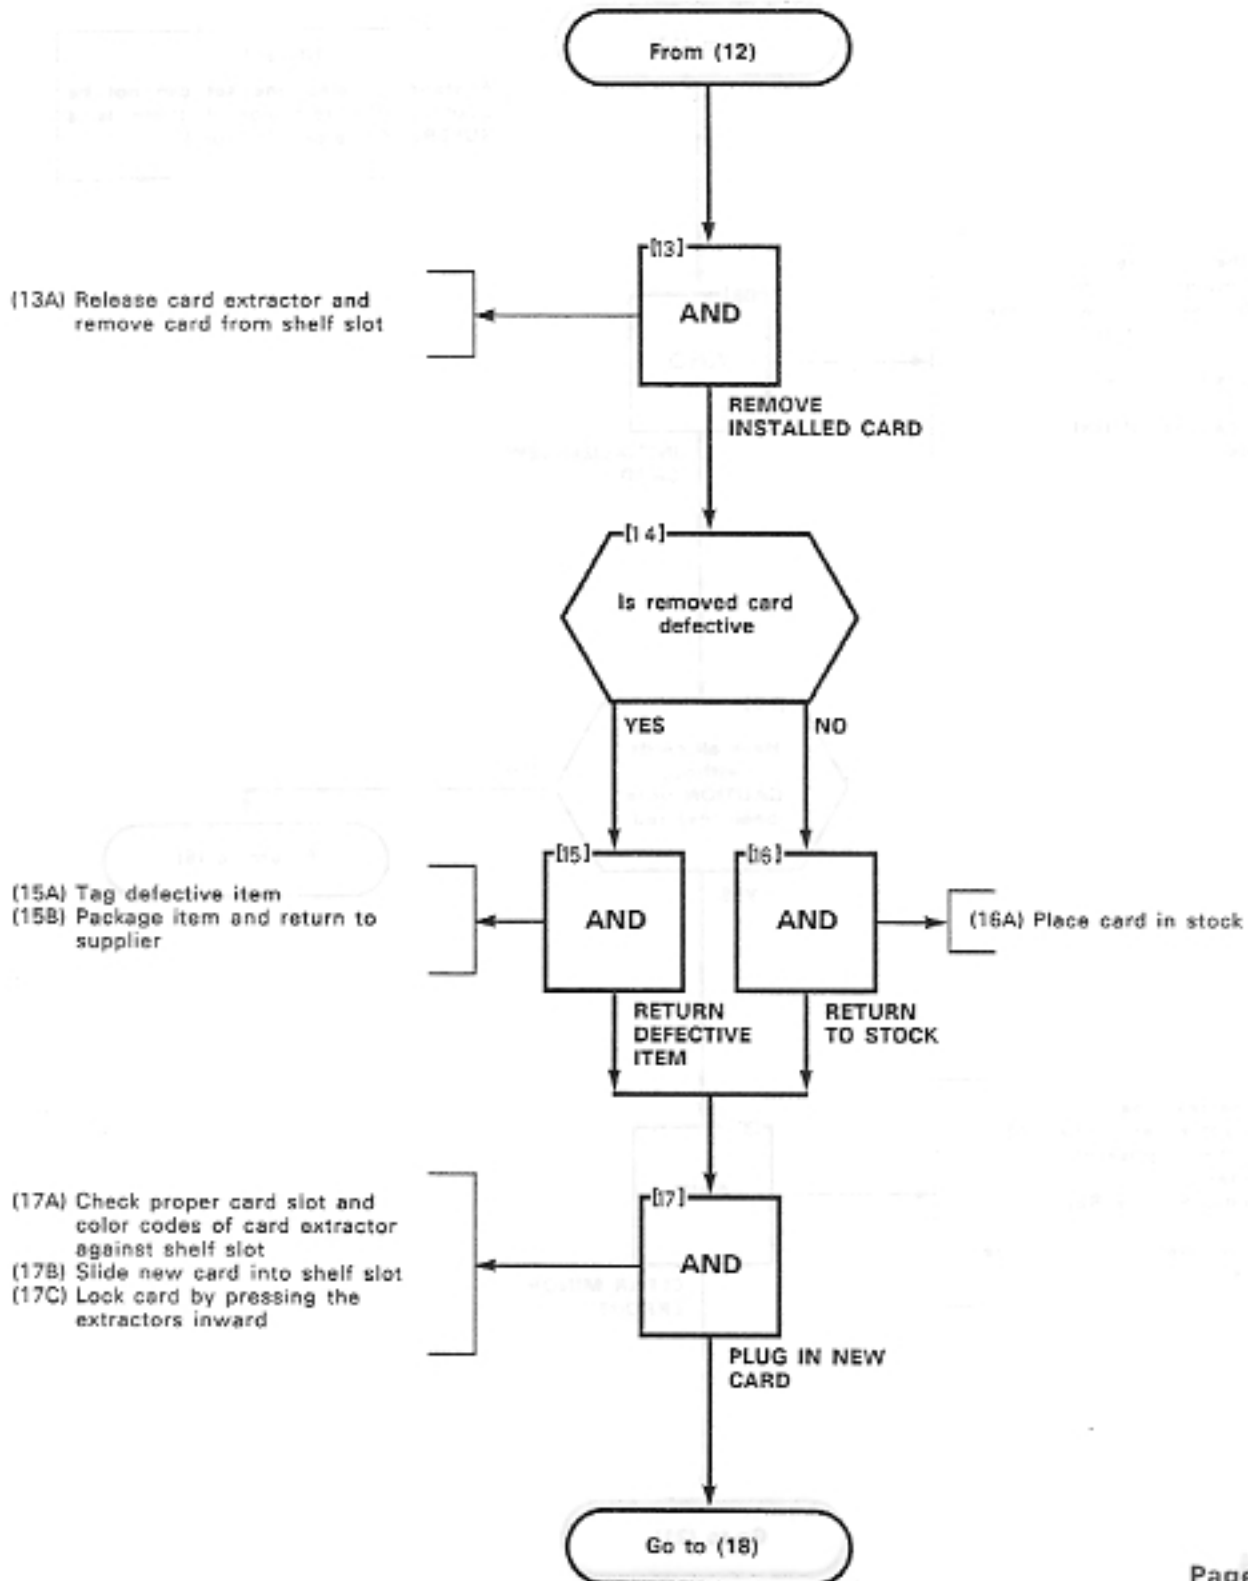 From (12)
[13]
AND
(13A) Release card extractor and
remove card from shelf slot
REMOVE
INSTALLED CARD
[14]
Is removed card
defective
YES
NO
[15]
AND
(15A) Tag defective item
(15B) Package item and return to
supplier
RETURN
DEFECTIVE
ITEM
[16]
AND
(16A) Place card in stock
RETURN
TO STOCK
[17]
AND
(17A) Check proper card slot and
color codes of card extractor
against shelf slot
(17B) Slide new card into shelf slot
(17C) Lock card by pressing the
extractors inward
PLUG IN NEW
CARD
Go to (18)
Page